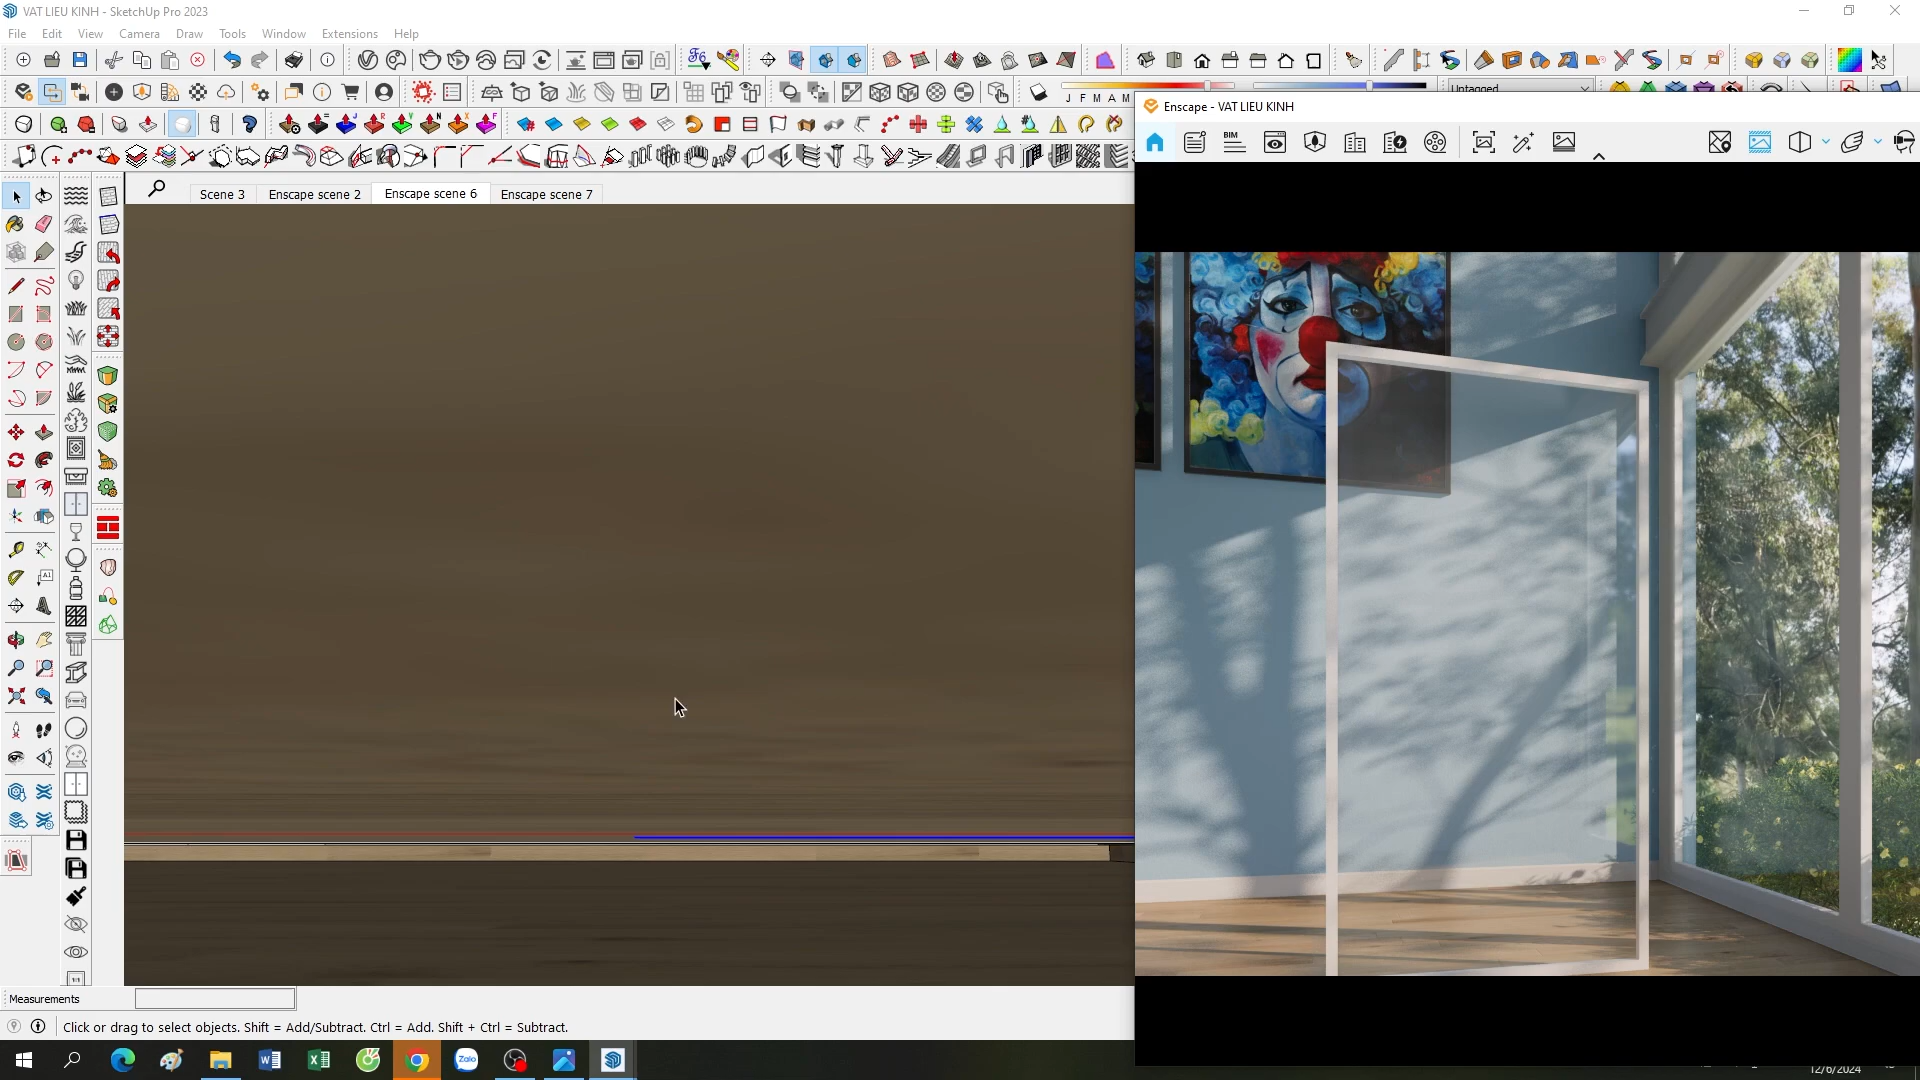 VAT LIEU KINH - SketchUp Pro 2023
File Edit View Camera Draw Tools Window Extensions Help
J F M A M
Untagged
Enscape - VAT LIEU KINH
BIM
Scene 3 Enscape scene 2 Enscape scene 6 Enscape scene 7
Measurements
Click or drag to select objects. Shift = Add/Subtract. Ctrl = Add. Shift + Ctrl = Subtract.
Zalo
12/6/2024